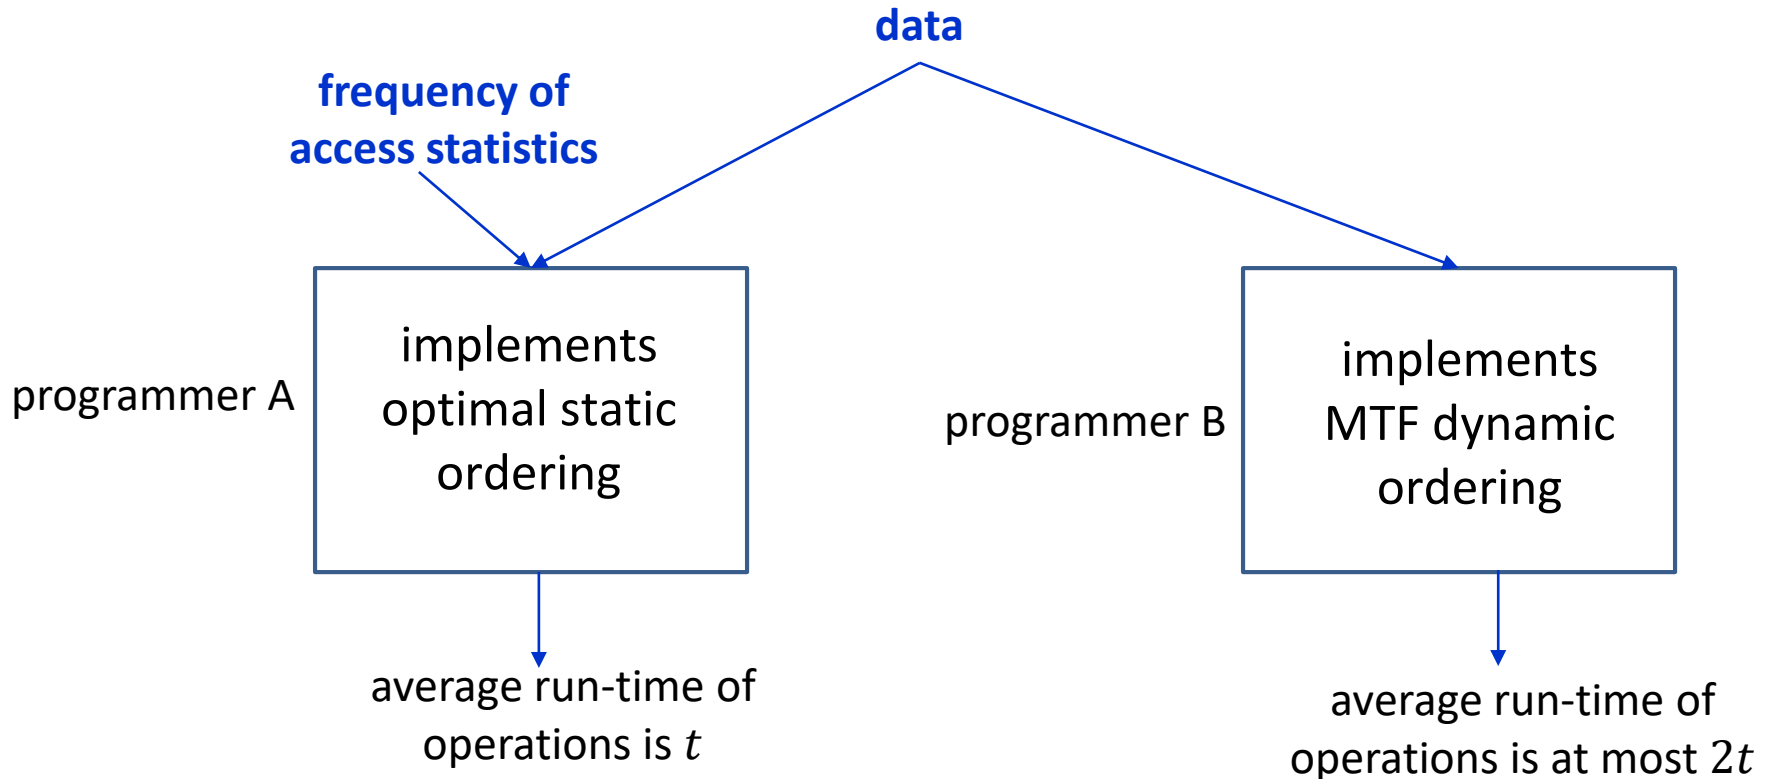 data
frequency of
access statistics
programmer A
implements
optimal static
ordering
average run-time of
operations is t
programmer B
implements
MTF dynamic
ordering
average run-time of
operations is at most 2t